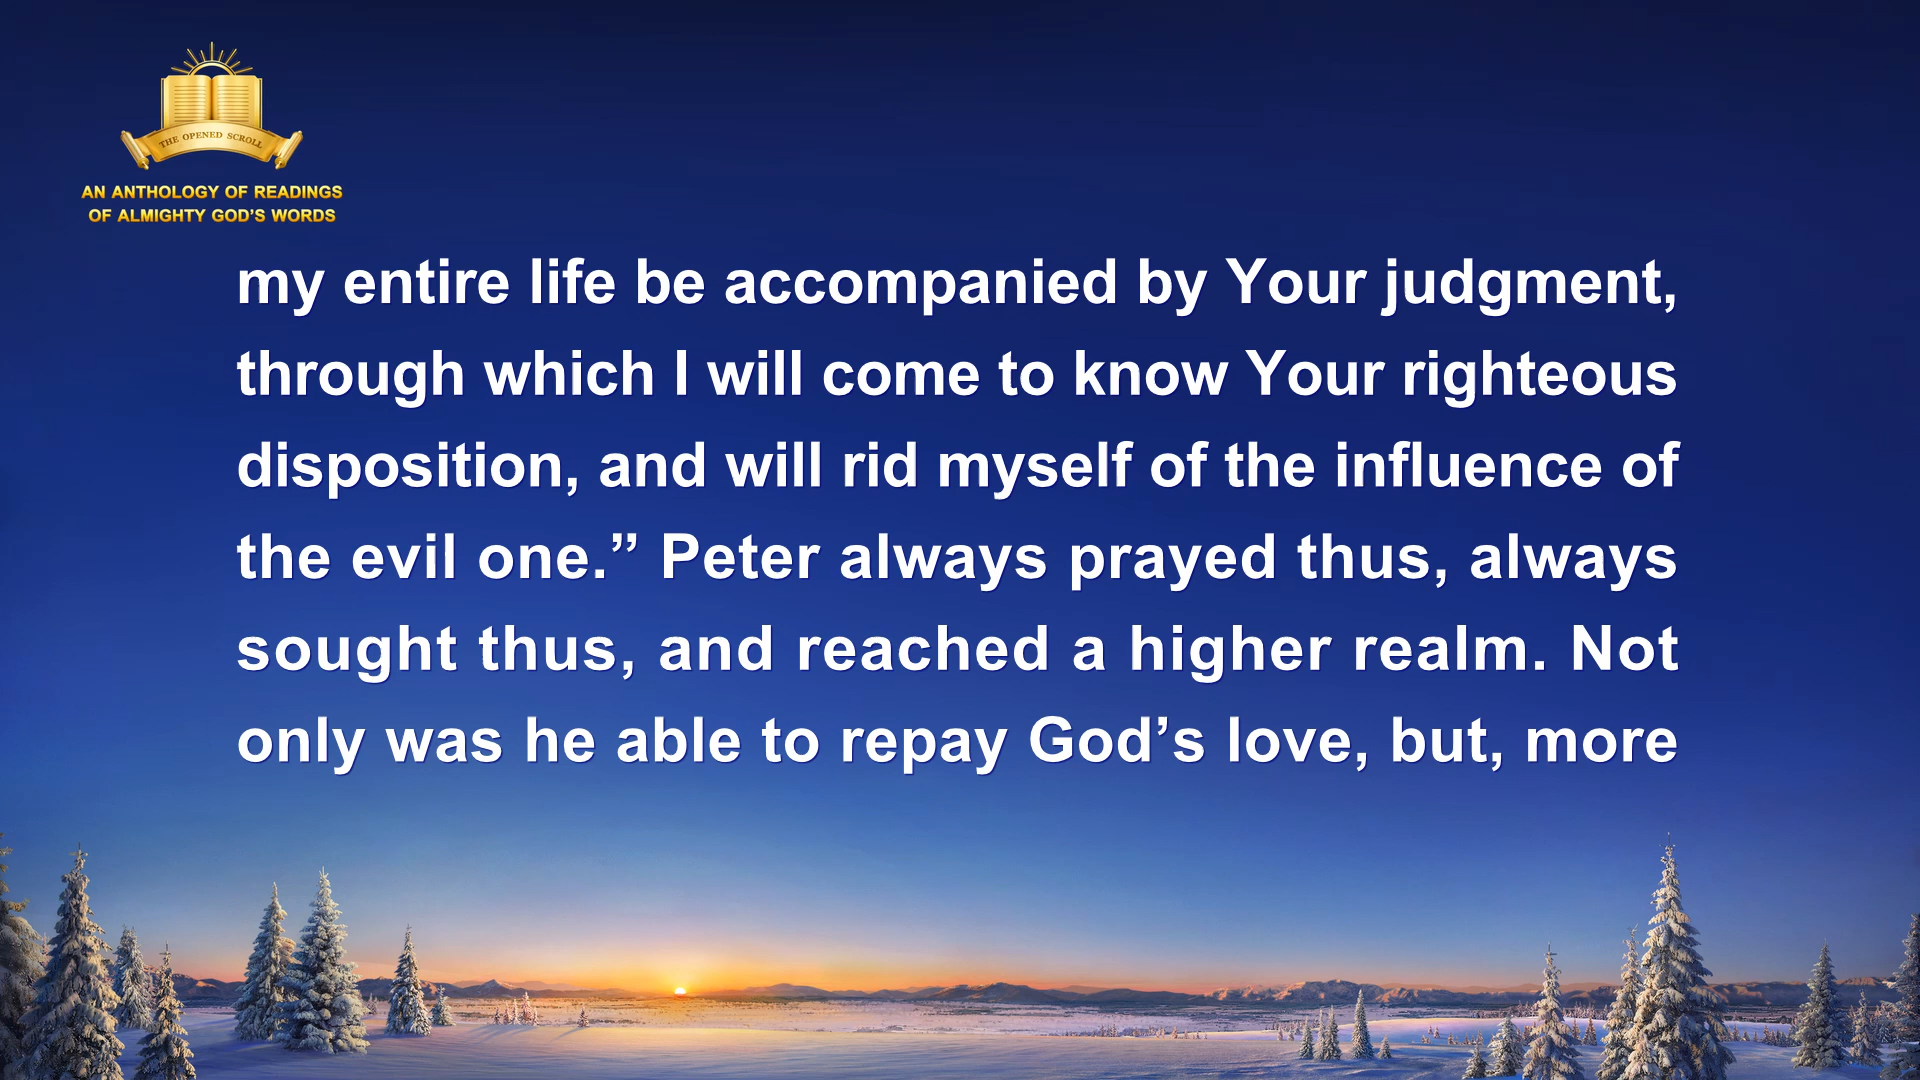 THE OPENED SCROLL
AN ANTHOLOGY OF READINGS
OF ALMIGHTY GOD’S WORDS
my entire life be accompanied by Your judgment,
through which I will come to know Your righteous
disposition, and will rid myself of the influence of
the evil one.” Peter always prayed thus, always
sought thus, and reached a higher realm. Not
only was he able to repay God’s love, but, more